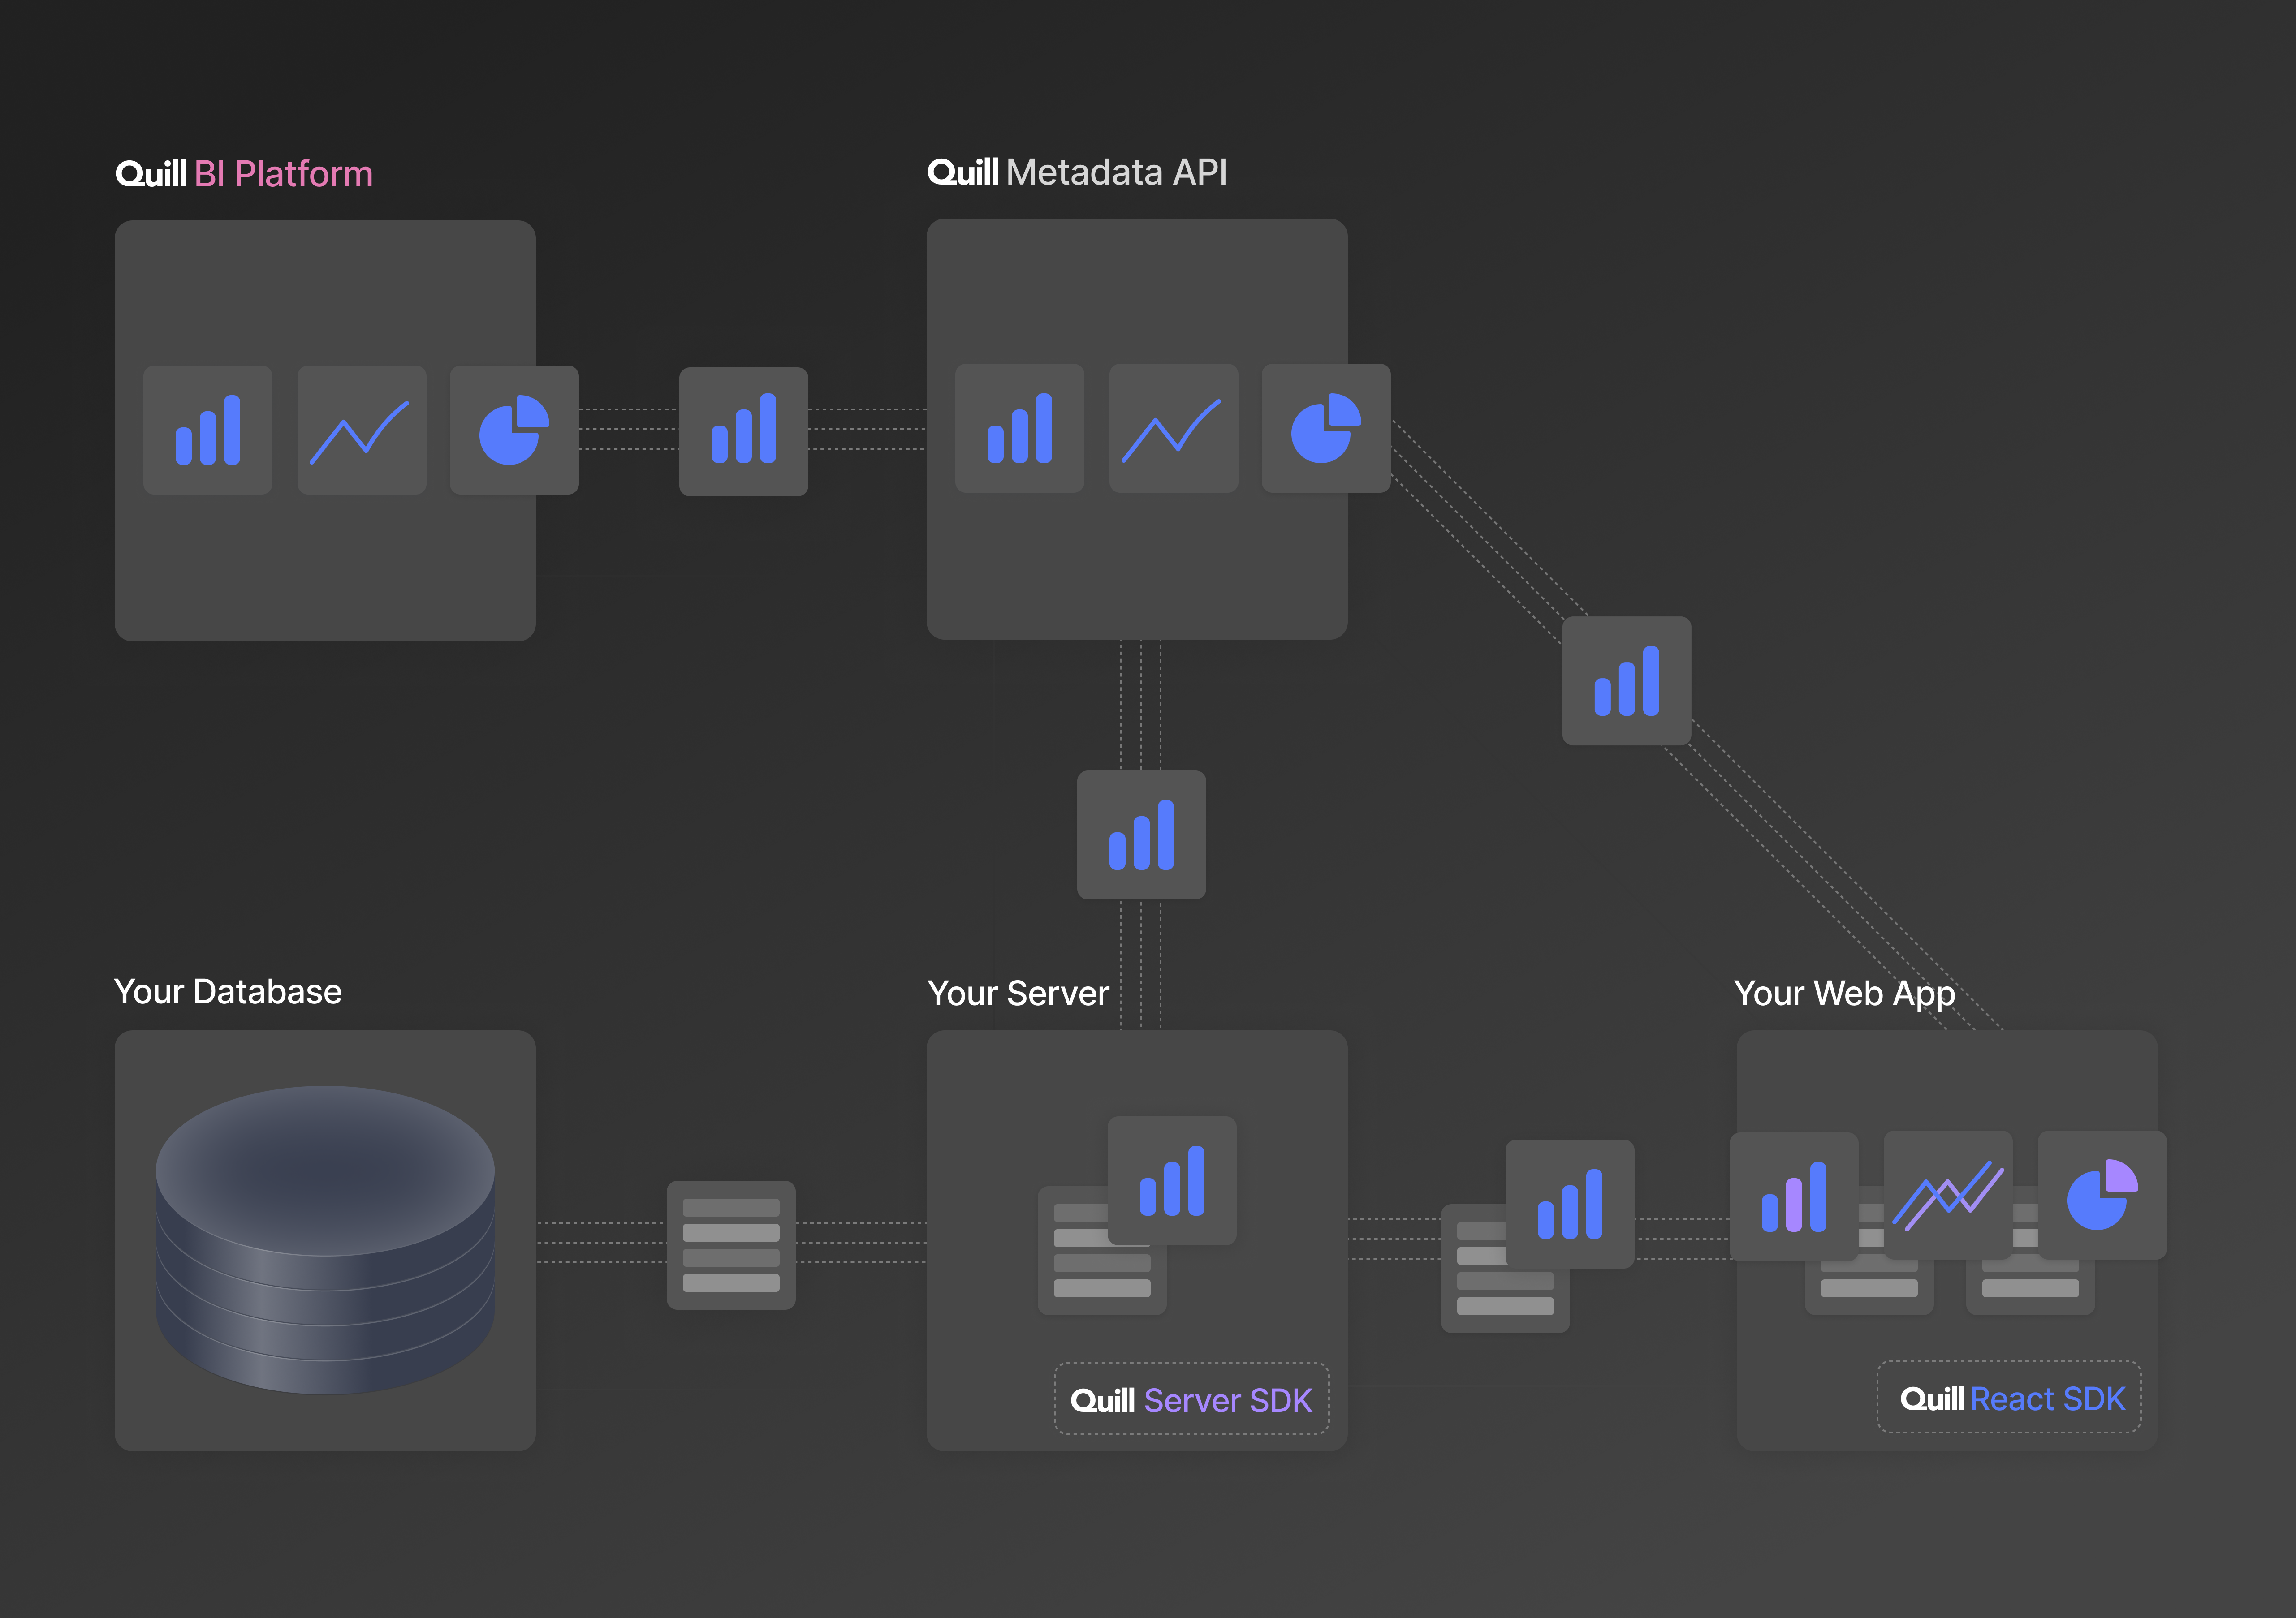 Quill BI Platform
Quill Metadata API
Your Database
Your Server
Your Web App
Quill Server SDK
Quill React SDK